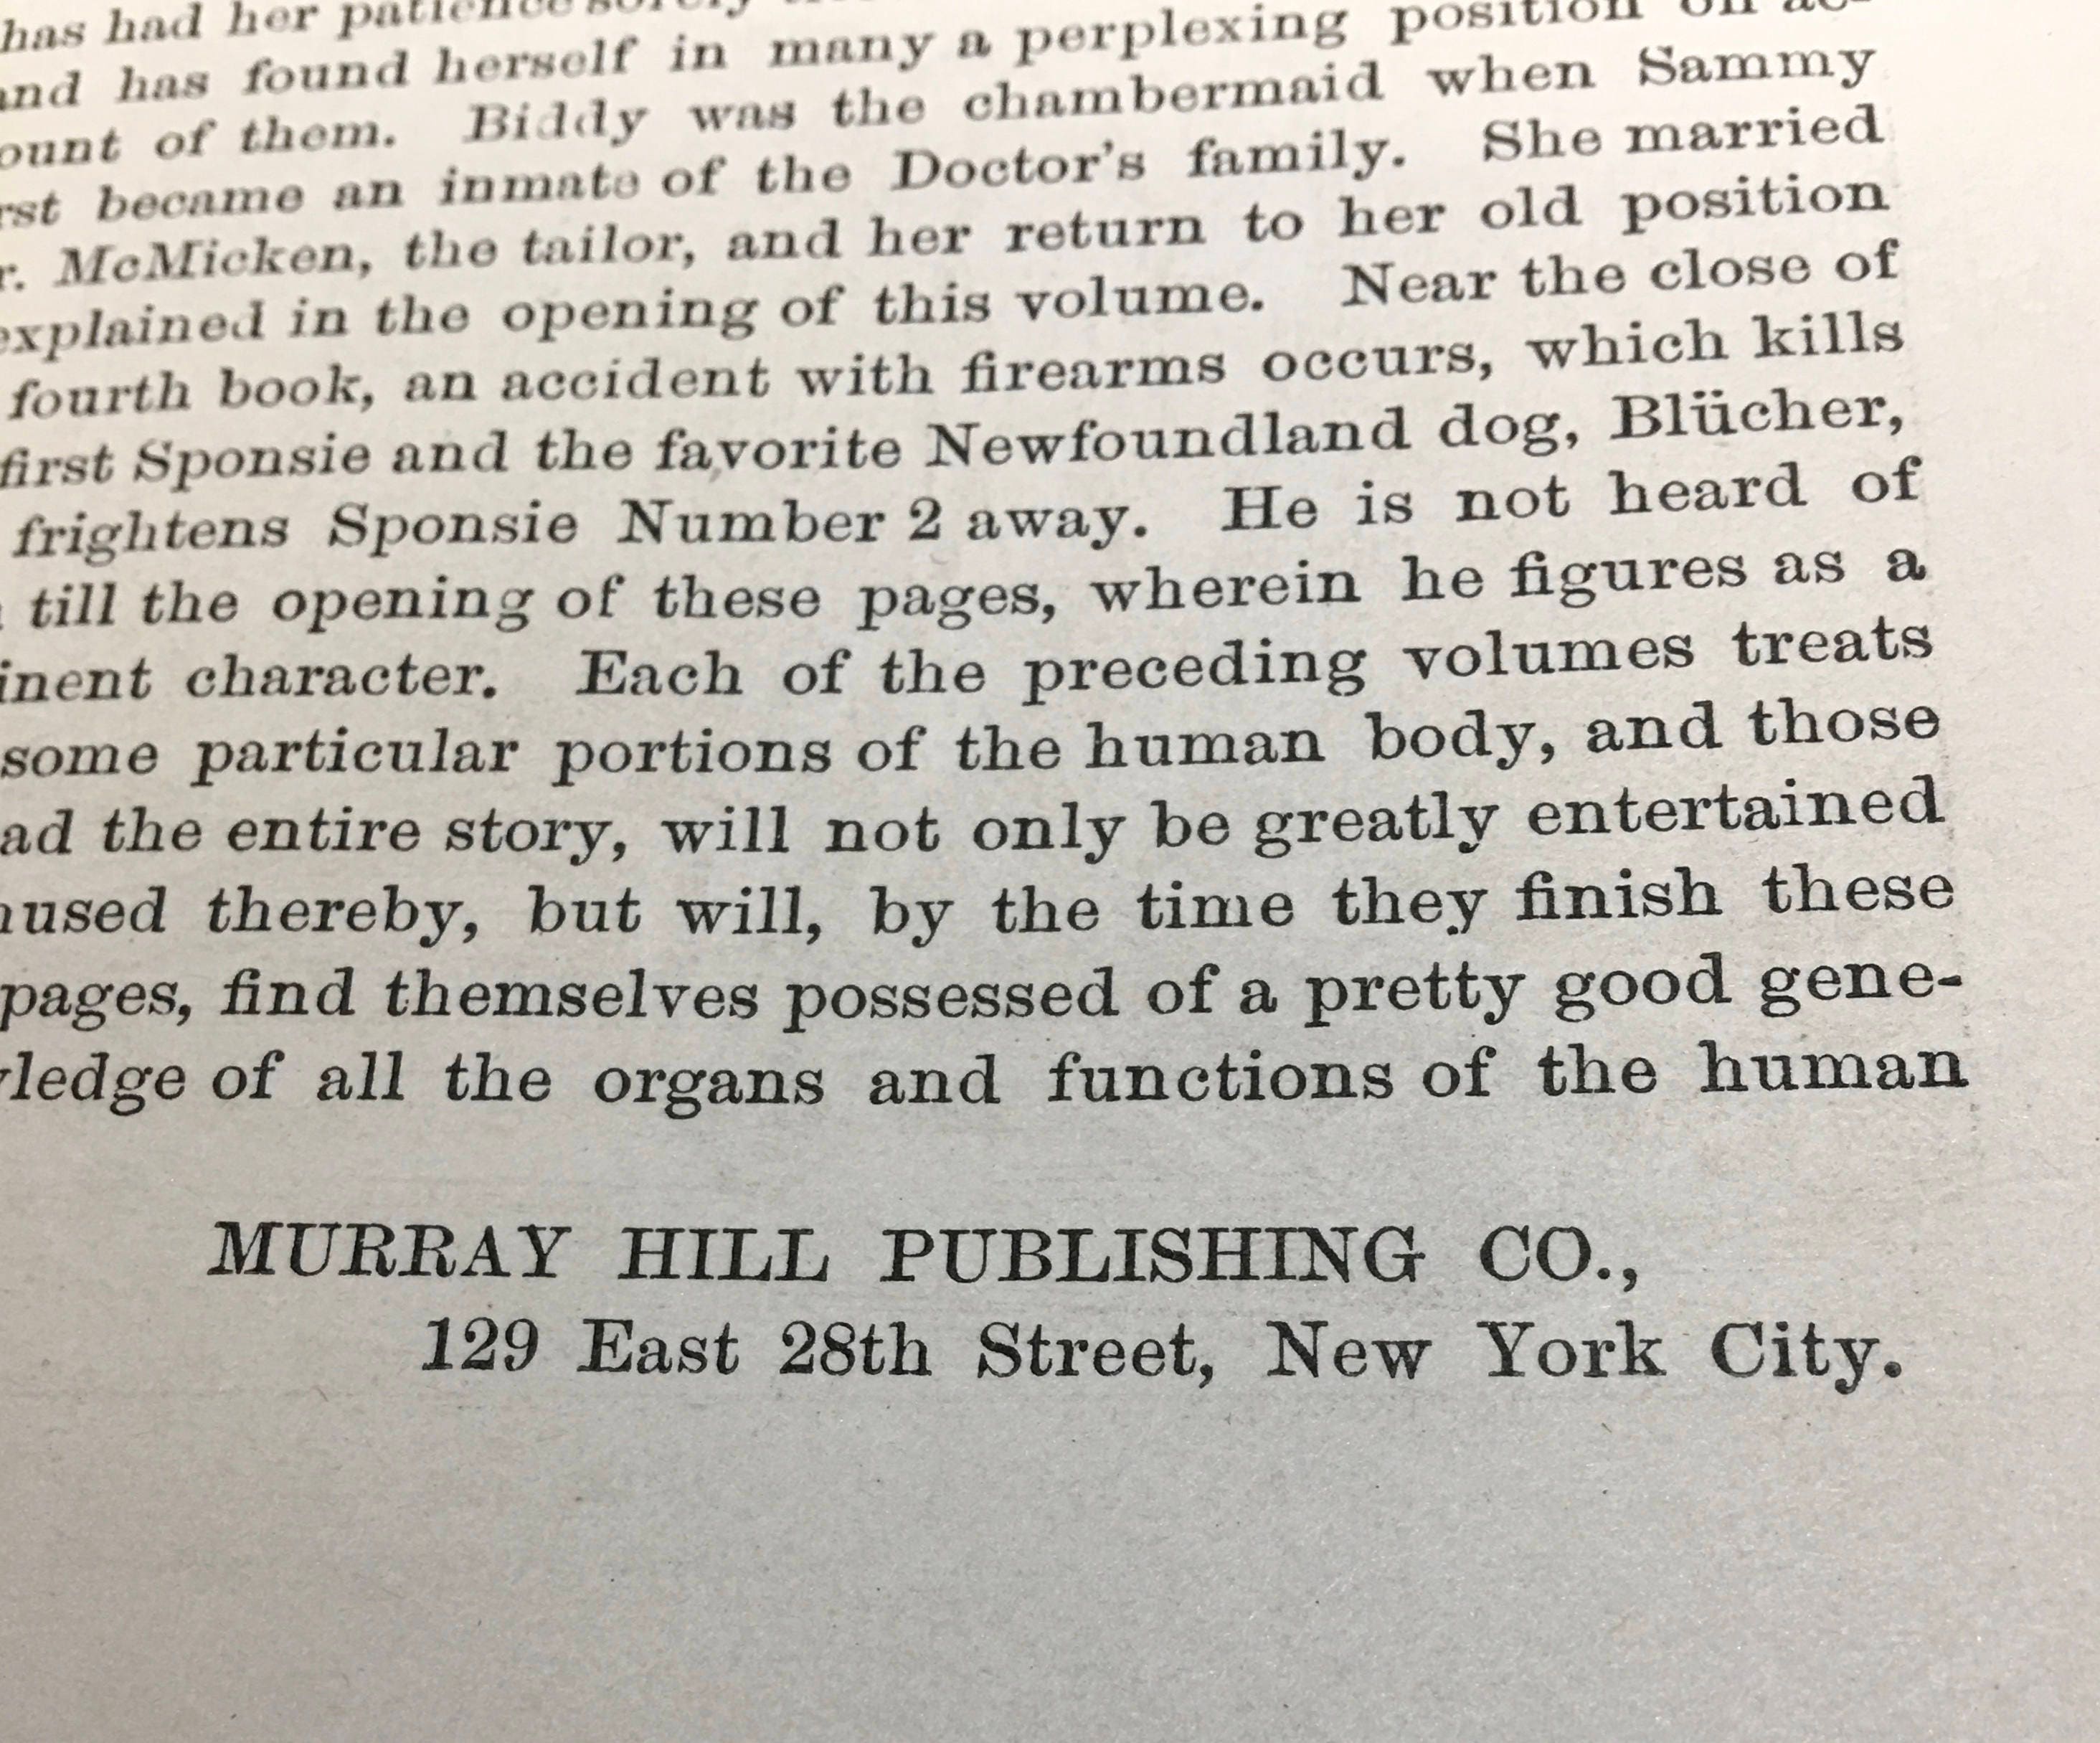 has had her patience sorely
and has found herself in many a perplexing position on ac-
ount of them. Biddy was the chambermaid when Sammy
rst became an inmate of the Doctor's family. She married
r. McMicken, the tailor, and her return to her old position
explained in the opening of this volume. Near the close of
fourth book, an accident with firearms occurs, which kills
first Sponsie and the favorite Newfoundland dog, Blücher,
frightens Sponsie Number 2 away. He is not heard of
till the opening of these pages, wherein he figures as a
inent character. Each of the preceding volumes treats
some particular portions of the human body, and those
ad the entire story, will not only be greatly entertained
used thereby, but will, by the time they finish these
pages, find themselves possessed of a pretty good gene-
ledge of all the organs and functions of the human
MURRAY HILL PUBLISHING CO.,
129 East 28th Street, New York City.